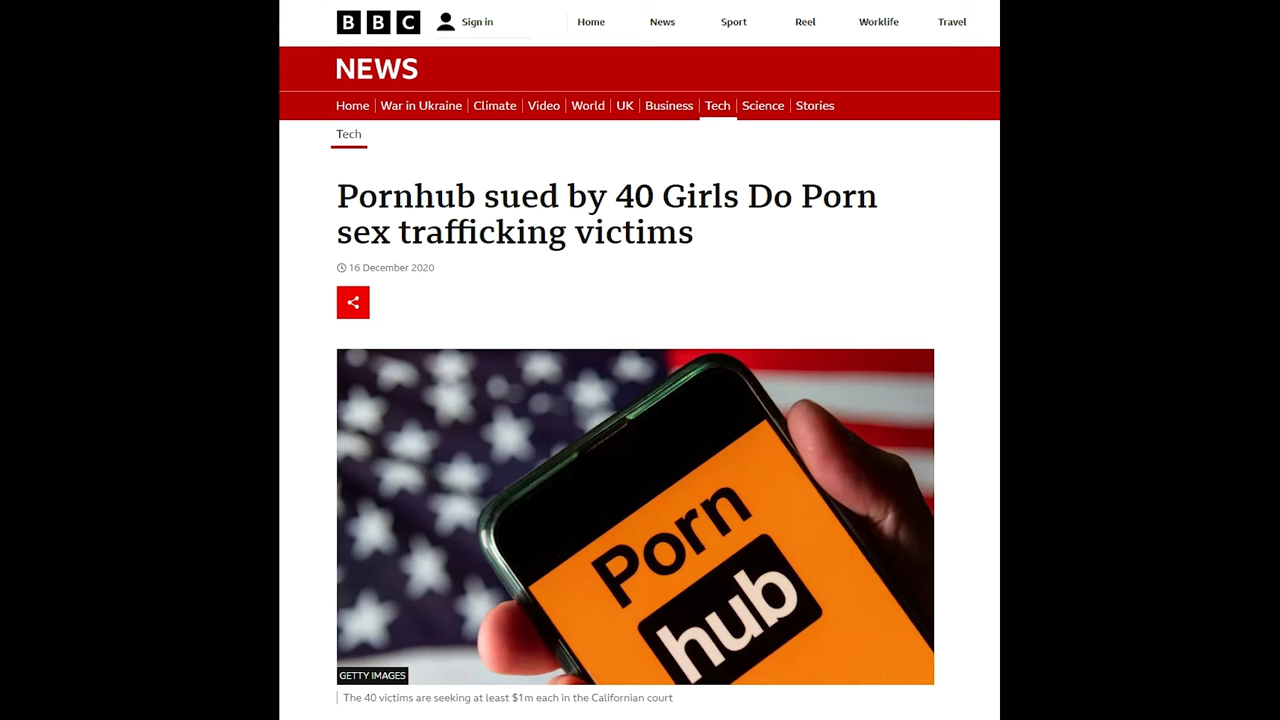 BBC Sign in Home News Sport Reel Worklife Travel
NEWS
Home War in Ukraine Climate Video World UK Business Tech Science Stories
Tech
Pornhub sued by 40 Girls Do Porn
sex trafficking victims
16 December 2020
Porn
hub
GETTY IMAGES
The 40 victims are seeking at least $1m each in the Californian court